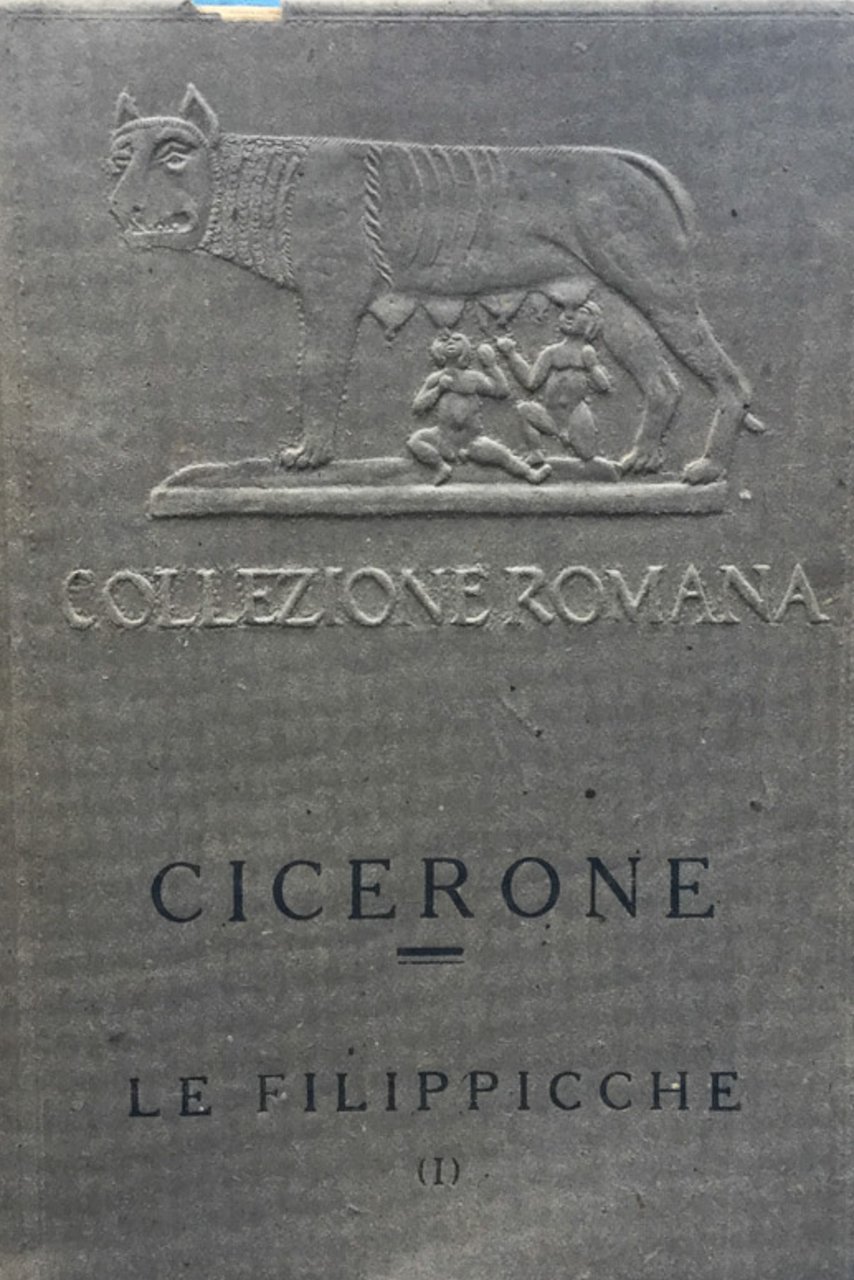 COLLEZIONE ROMANA
CICERONE
LE FILIPPICCHE
(I)